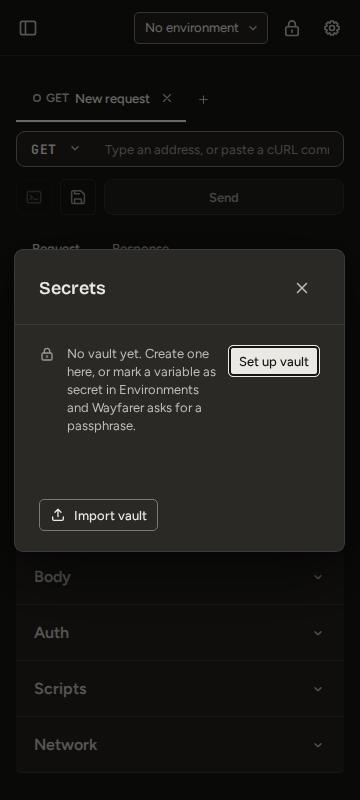 No environment
GET New request
GET Type an address, or paste a cURL
Send
Request Response
Secrets
No vault yet. Create one
here, or mark a variable as
secret in Environments
and Wayfarer asks for a
passphrase.
Set up vault
Import vault
Body
Auth
Scripts
Network